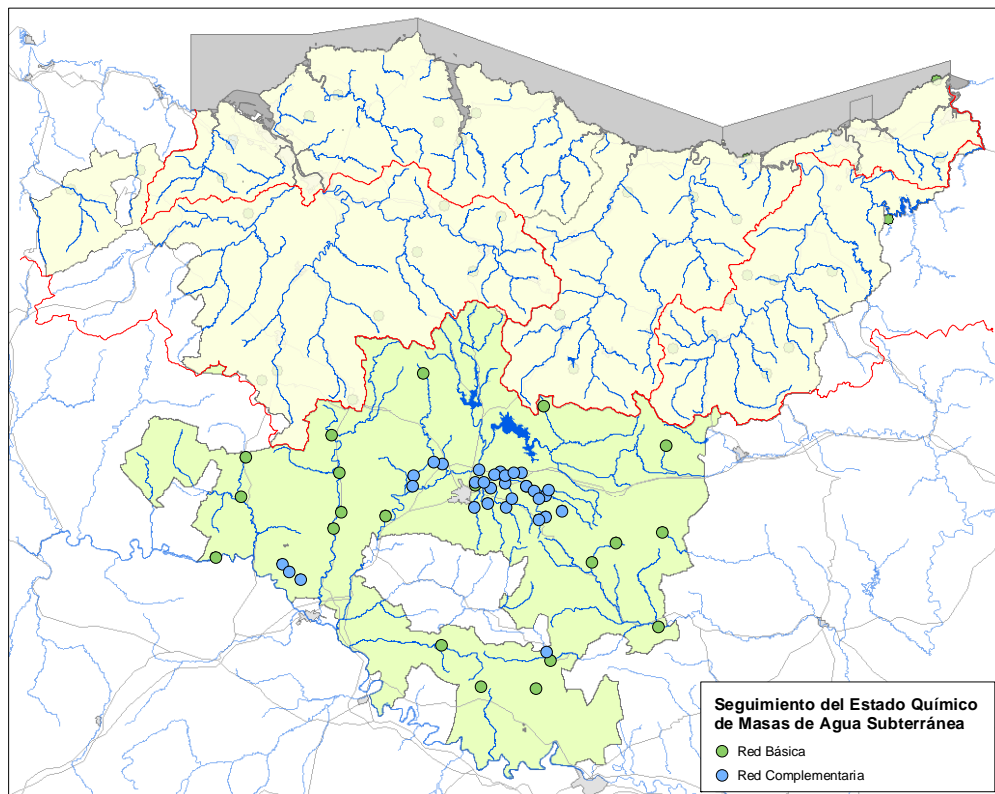 Seguimiento del Estado Químico
de Masas de Agua Subterránea
Red Básica
Red Complementaria